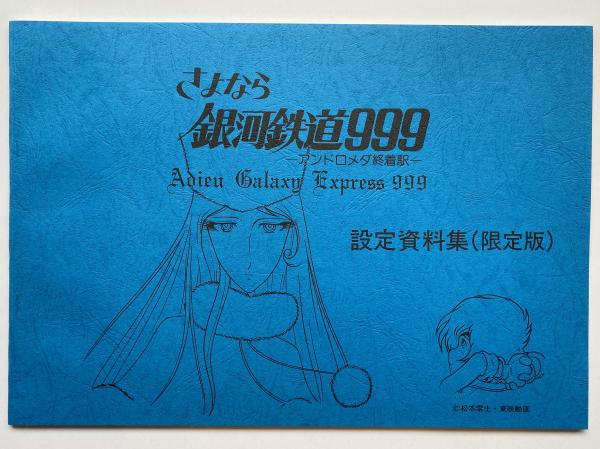 さよなら
銀河鉄道999
—アンドロメダ終着駅—
Adieu Galaxy Express 999
設定資料集(限定版)
©松本零士・東映動画